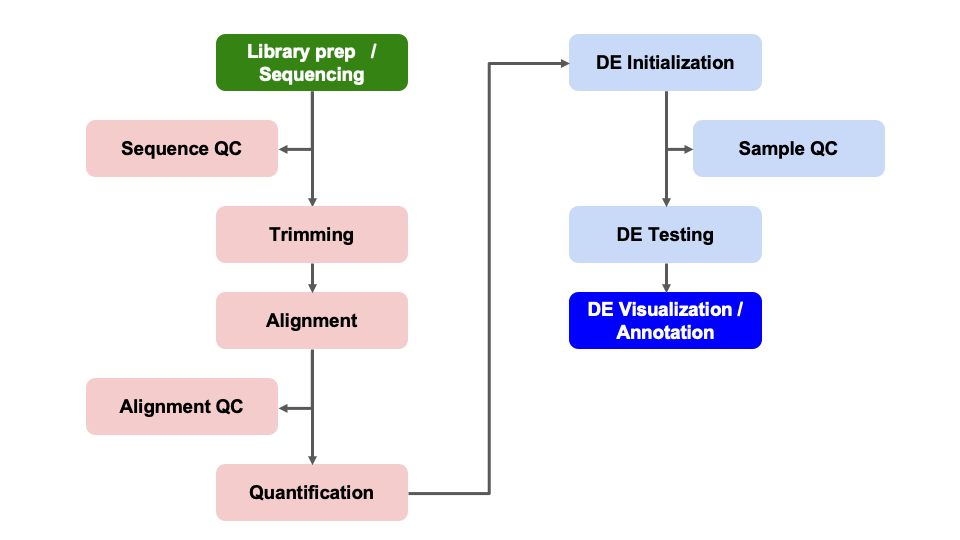 Library prep /
Sequencing
Sequence QC
Trimming
Alignment
Alignment QC
Quantification
DE Initialization
Sample QC
DE Testing
DE Visualization /
Annotation